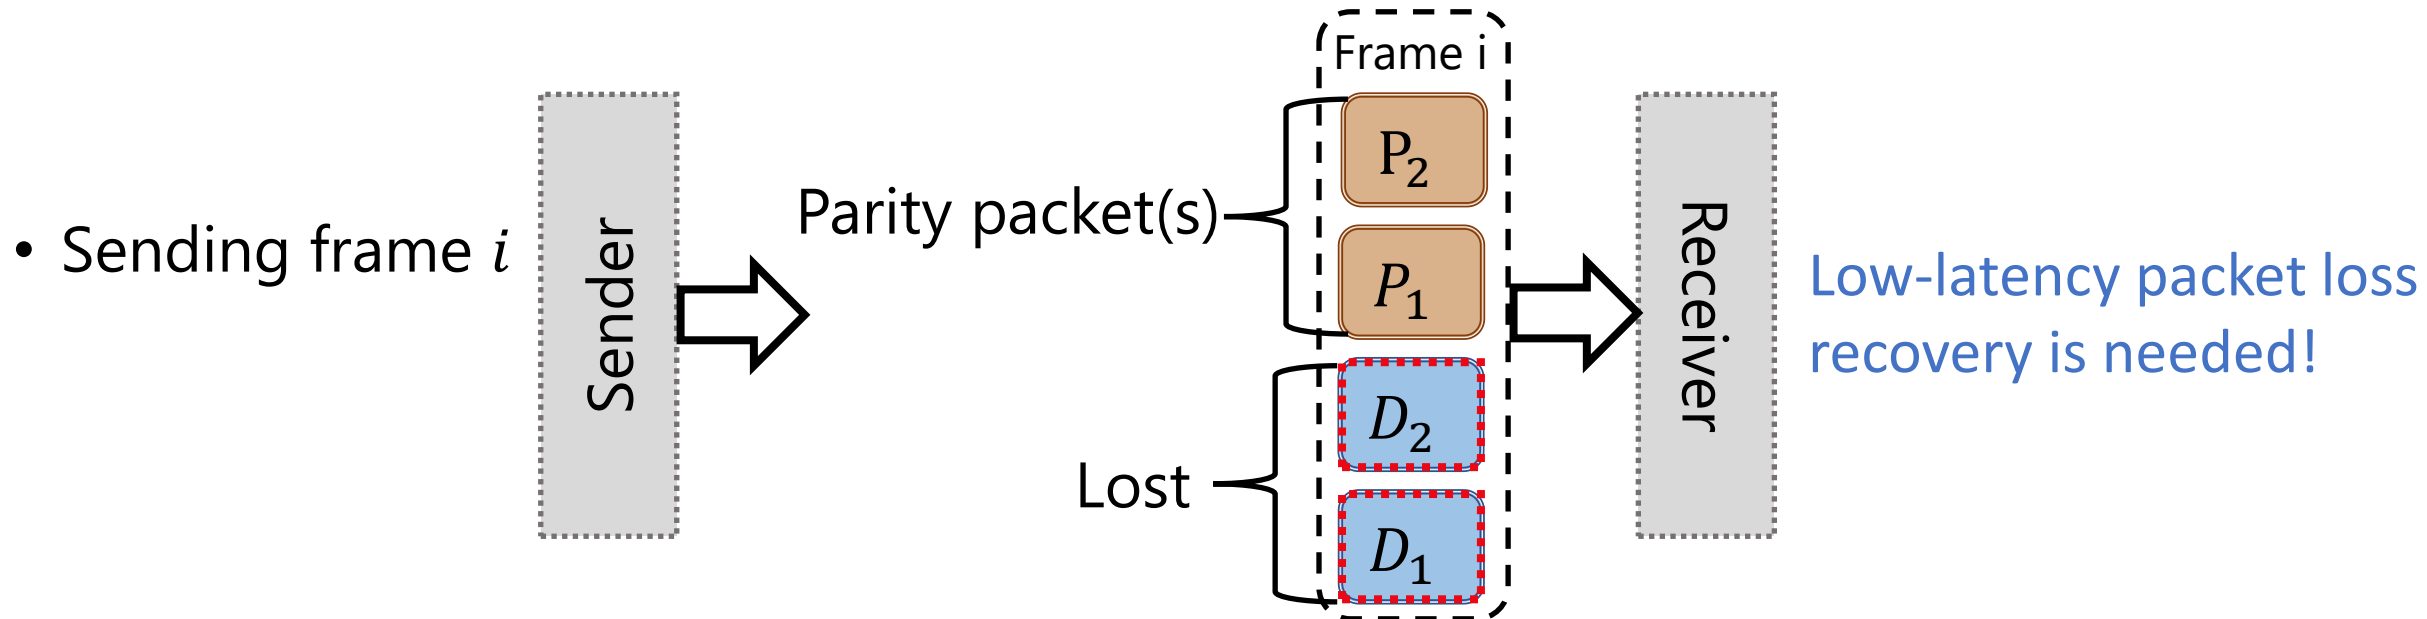 • Sending frame i
Sender
Parity packet(s)
Lost
Frame i
P₂
P₁
D₂
D₁
Receiver
Low-latency packet loss
recovery is needed!